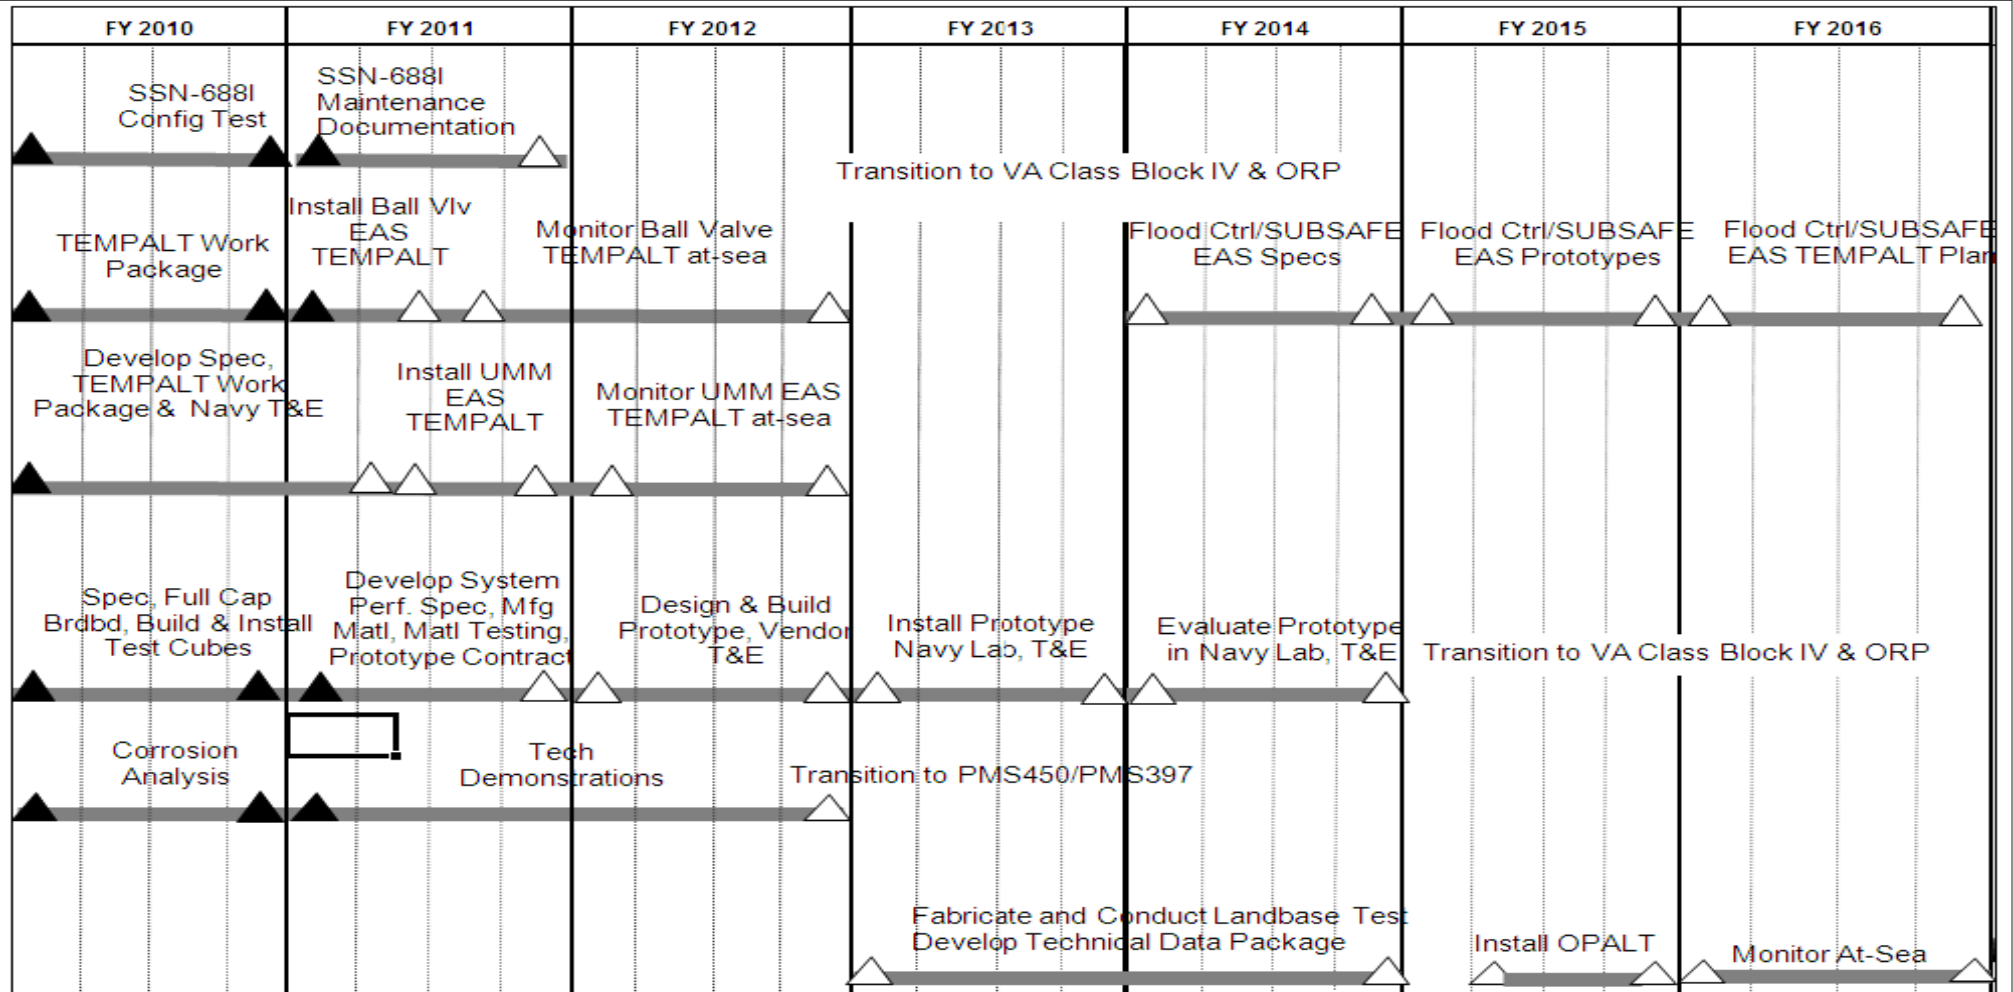 FY 2010
FY 2011
FY 2012
FY 2013
FY 2014
FY 2015
FY 2016
SSN-688I
Config Test
SSN-688I
Maintenance
Documentation
Transition to VA Class Block IV & ORP
TEMPALT Work
Package
Install Ball Vlv
EAS
TEMPALT
Monitor Ball Valve
TEMPALT at-sea
Flood Ctrl/SUBSAFE
EAS Specs
Flood Ctrl/SUBSAFE
EAS Prototypes
Flood Ctrl/SUBSAFE
EAS TEMPALT Plan
Develop Spec,
TEMPALT Work
Package & Navy T&E
Install UMM
EAS
TEMPALT
Monitor UMM EAS
TEMPALT at-sea
Spec, Full Cap
Brdbd, Build & Install
Test Cubes
Develop System
Perf. Spec, Mfg
Matl, Matl Testing,
Prototype Contract
Design & Build
Prototype, Vendor
T&E
Install Prototype
Navy Lab, T&E
Evaluate Prototype
in Navy Lab, T&E
Transition to VA Class Block IV & ORP
Corrosion
Analysis
Tech
Demonstrations
Transition to PMS450/PMS397
Fabricate and Conduct Landbase Test
Develop Technical Data Package
Install OPALT
Monitor At-Sea